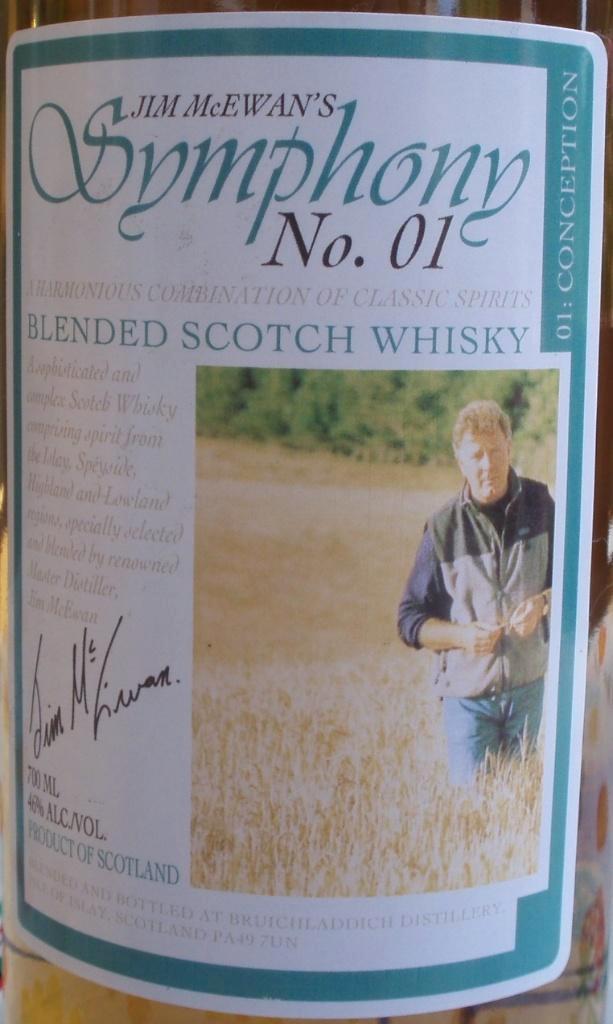 JIM McEWAN'S
Symphony
No. 01
01: CONCEPTION
A HARMONIOUS COMBINATION OF CLASSIC SPIRITS
BLENDED SCOTCH WHISKY
A sophisticated and
complex Scotch Whisky
comprising spirit from
the Islay, Speyside,
Highland and Lowland
regions, specially selected
and blended by renowned
Master Distiller,
Jim McEwan
Jim McEwan.
700 ML
46% ALC./VOL.
PRODUCT OF SCOTLAND
BLENDED AND BOTTLED AT BRUICHLADDICH DISTILLERY,
ISLE OF ISLAY, SCOTLAND PA49 7UN